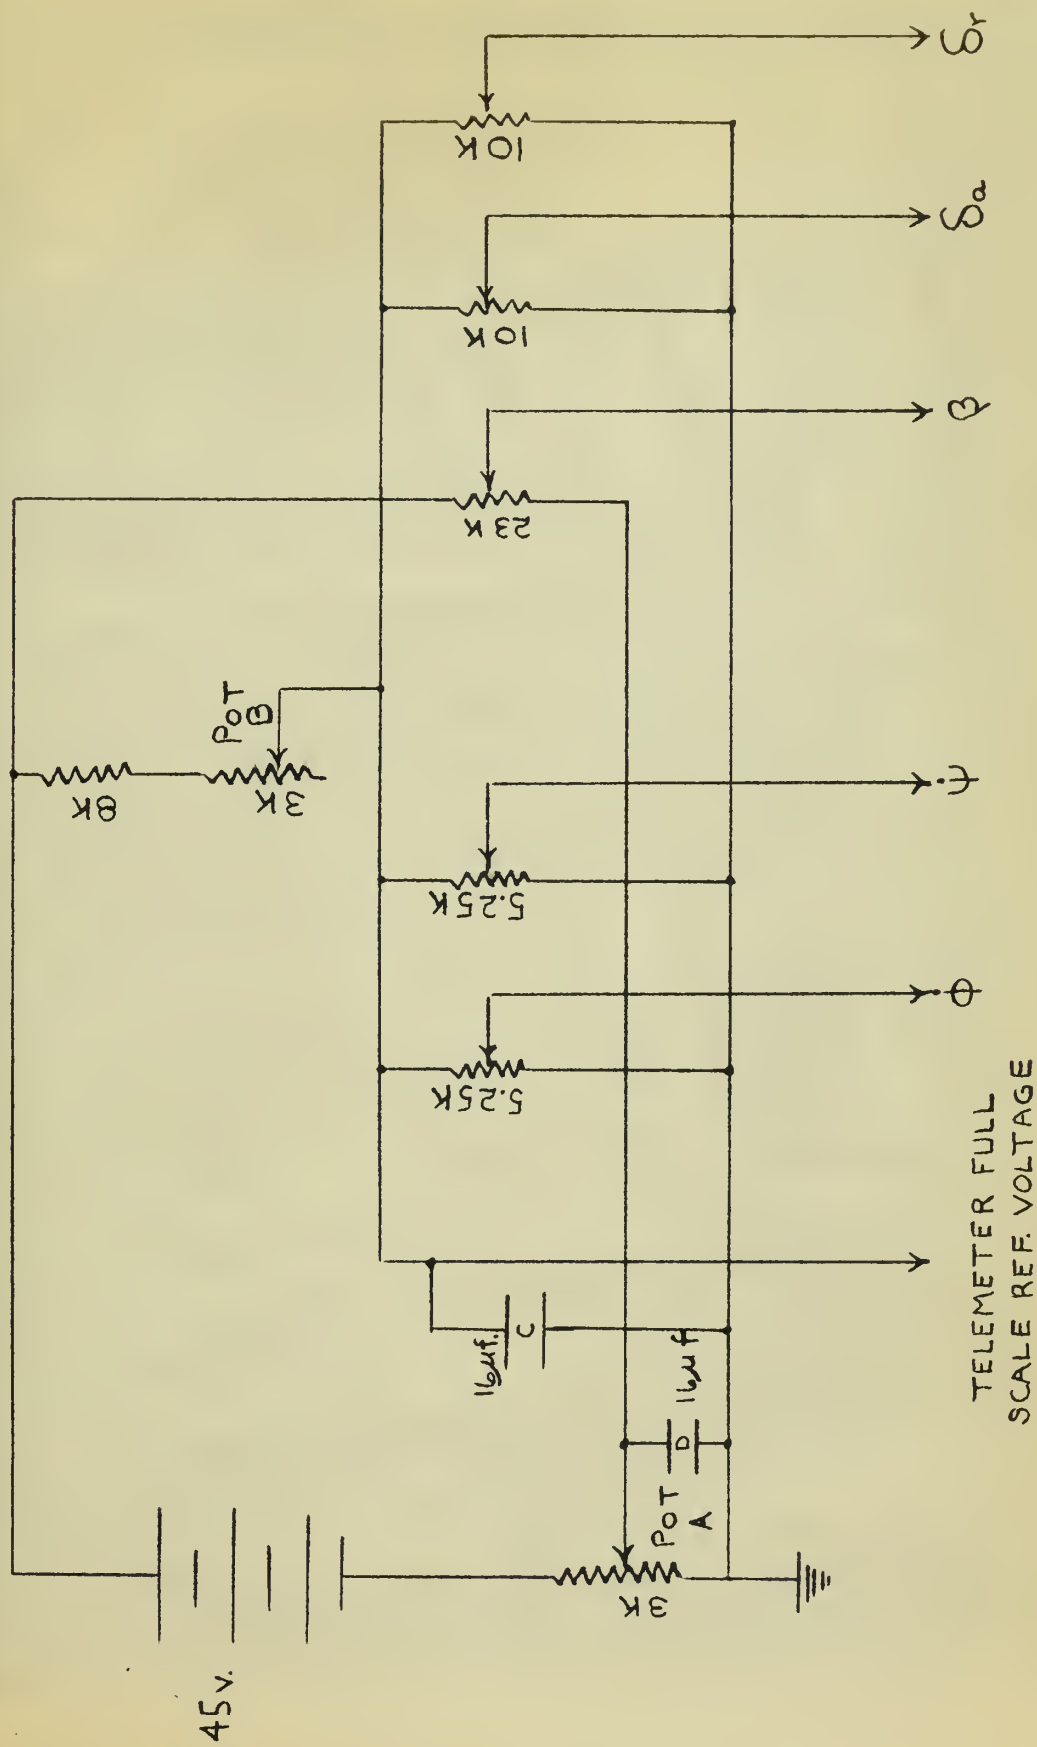 45v.
3K
POT
A
D
16μf
16μf.
C
TELEMETER FULL
SCALE REF. VOLTAGE
5.25K
φ̇
5.25K
ψ̇
8K
3K
POT
B
23K
β
10K
δa
10K
δr